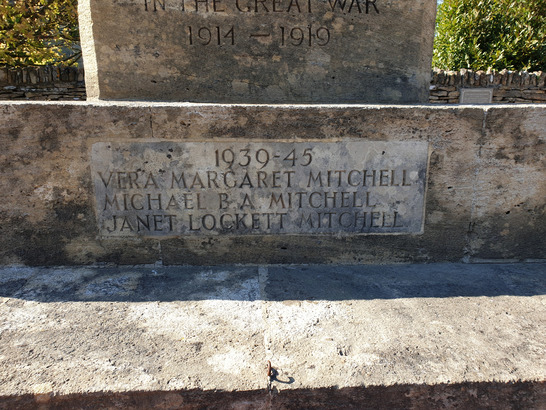 IN THE GREAT WAR
1914 – 1919
1939-45
VERA MARGARET MITCHELL
MICHAEL B.A. MITCHELL
JANET LOCKETT MITCHELL